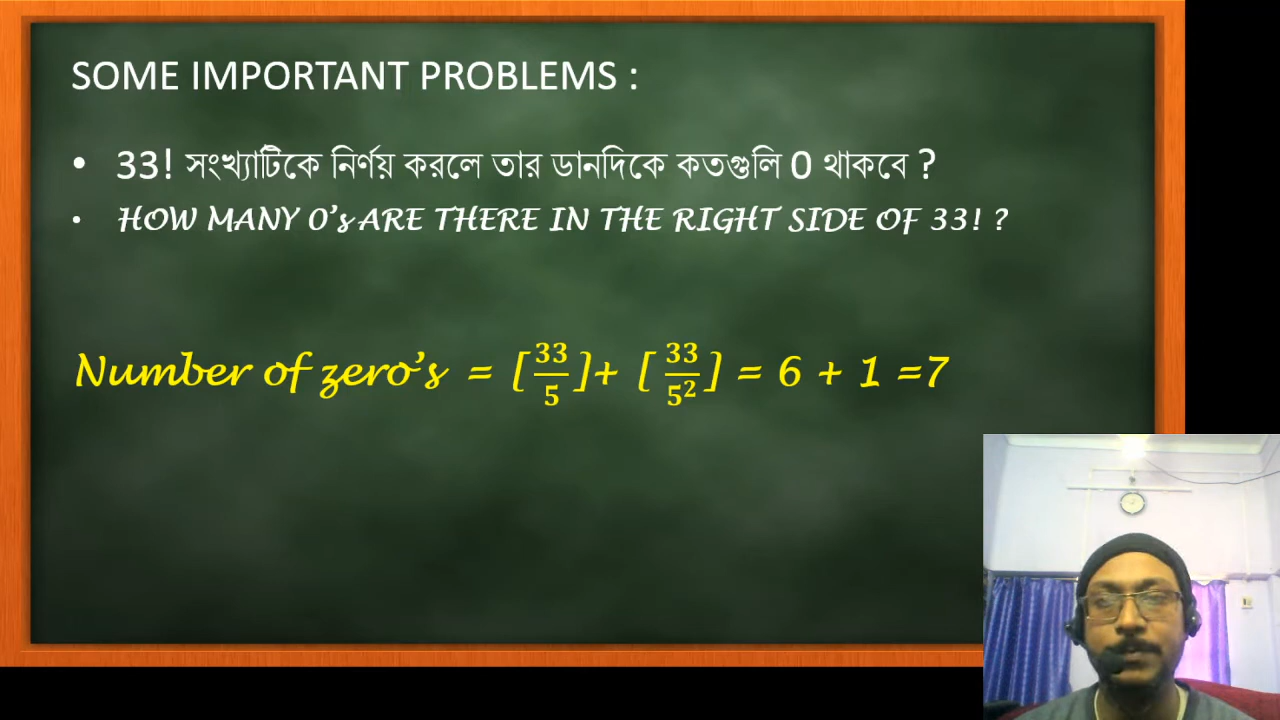 SOME IMPORTANT PROBLEMS :
• 33! সংখ্যাটিকে নির্ণয় করলে তার ডানদিকে কতগুলি 0 থাকবে ?
• HOW MANY 0's ARE THERE IN THE RIGHT SIDE OF 33! ?
Number of zero's = [33/5]+ [33/5²] = 6 + 1 =7